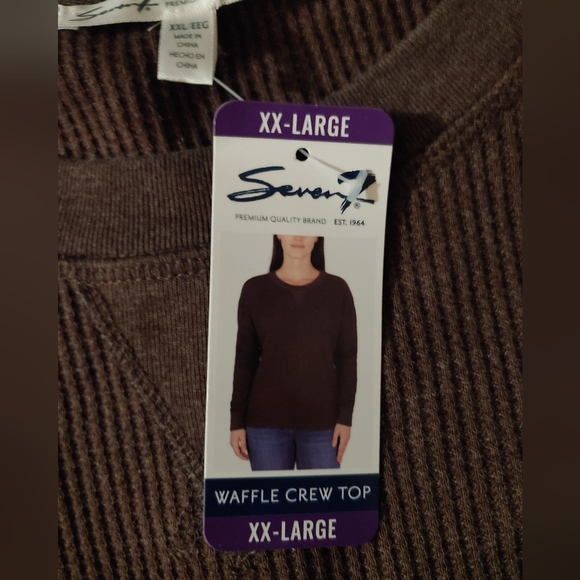 Seven7
XXL/EEG
MADE IN
CHINA
HECHO EN
CHINA
XX-LARGE
Seven7
®
PREMIUM QUALITY BRAND EST. 1964
WAFFLE CREW TOP
XX-LARGE